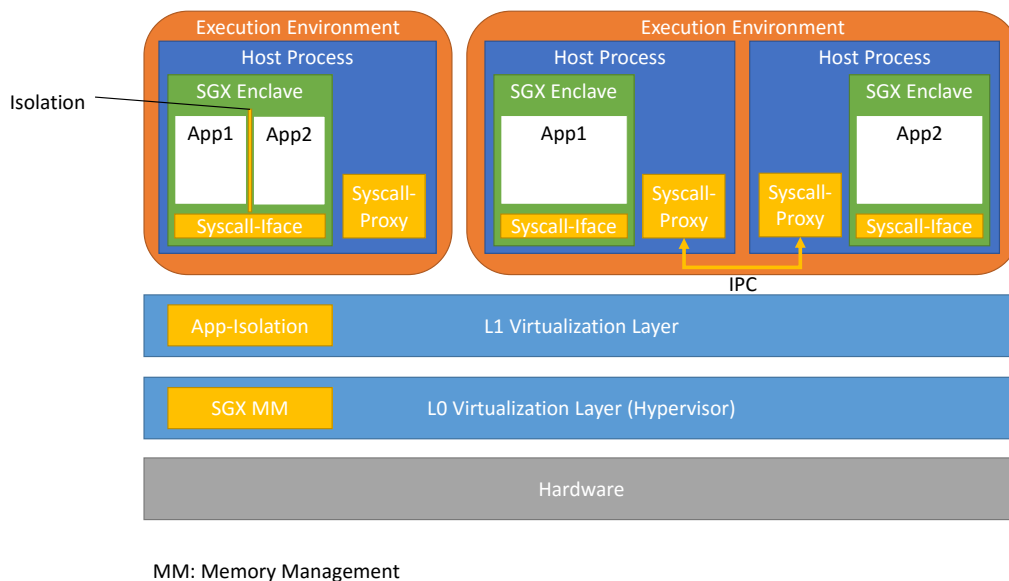 Execution Environment
Host Process
SGX Enclave
Isolation
App1
App2
Syscall-
Proxy
Syscall-Iface
Execution Environment
Host Process
SGX Enclave
App1
Syscall-
Proxy
Syscall-Iface
Host Process
SGX Enclave
App2
Syscall-
Proxy
Syscall-Iface
IPC
App-Isolation
L1 Virtualization Layer
SGX MM
L0 Virtualization Layer (Hypervisor)
Hardware
MM: Memory Management